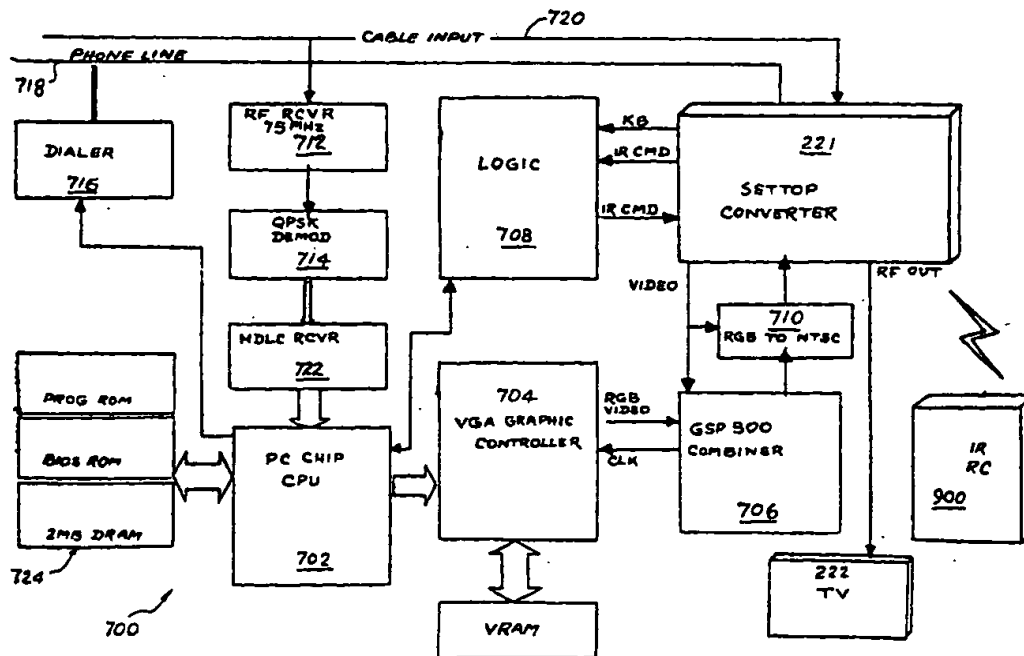 720
CABLE INPUT
PHONE LINE
718
DIALER
716
RF RCVR
75 MHz
712
QPSK
DEMOD
714
HDLC RCVR
722
LOGIC
708
KB
IR CMD
IR CMD
221
SETTOP
CONVERTER
VIDEO
RF OUT
710
RGB TO NTSC
PROG ROM
BIOS ROM
2MB DRAM
724
PC CHIP
CPU
702
704
VGA GRAPHIC
CONTROLLER
RGB
VIDEO
CLK
GSP 500
COMBINER
706
IR
RC
900
222
TV
VRAM
700